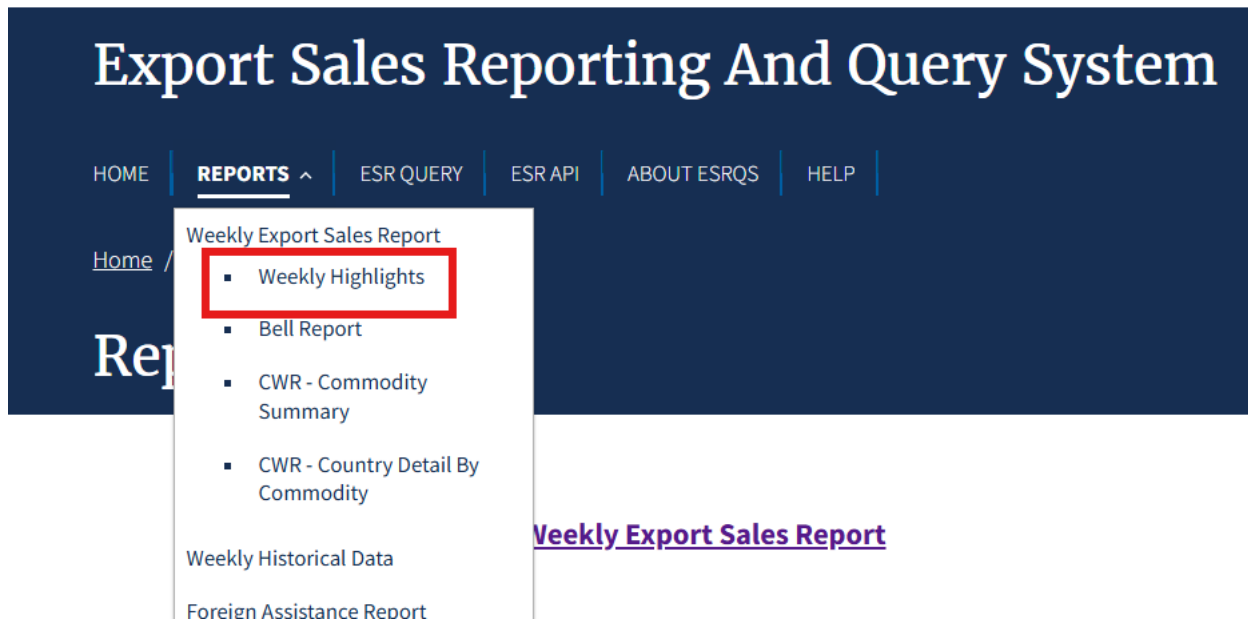 Export Sales Reporting And Query System
HOME REPORTS ESR QUERY ESR API ABOUT ESRQS HELP
Weekly Export Sales Report
Home /
Weekly Highlights
Bell Report
Rep
CWR - Commodity
Summary
CWR - Country Detail By
Commodity
Weekly Export Sales Report
Weekly Historical Data
Foreign Assistance Report